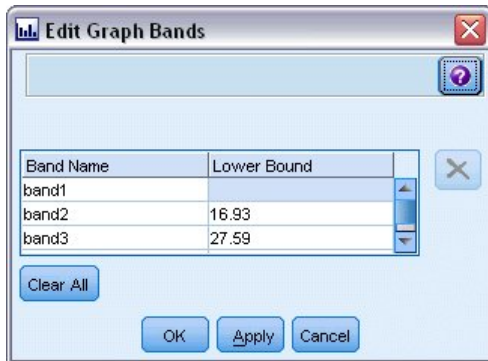 Edit Graph Bands
Band Name Lower Bound
band1
band2 16.93
band3 27.59
Clear All
OK Apply Cancel